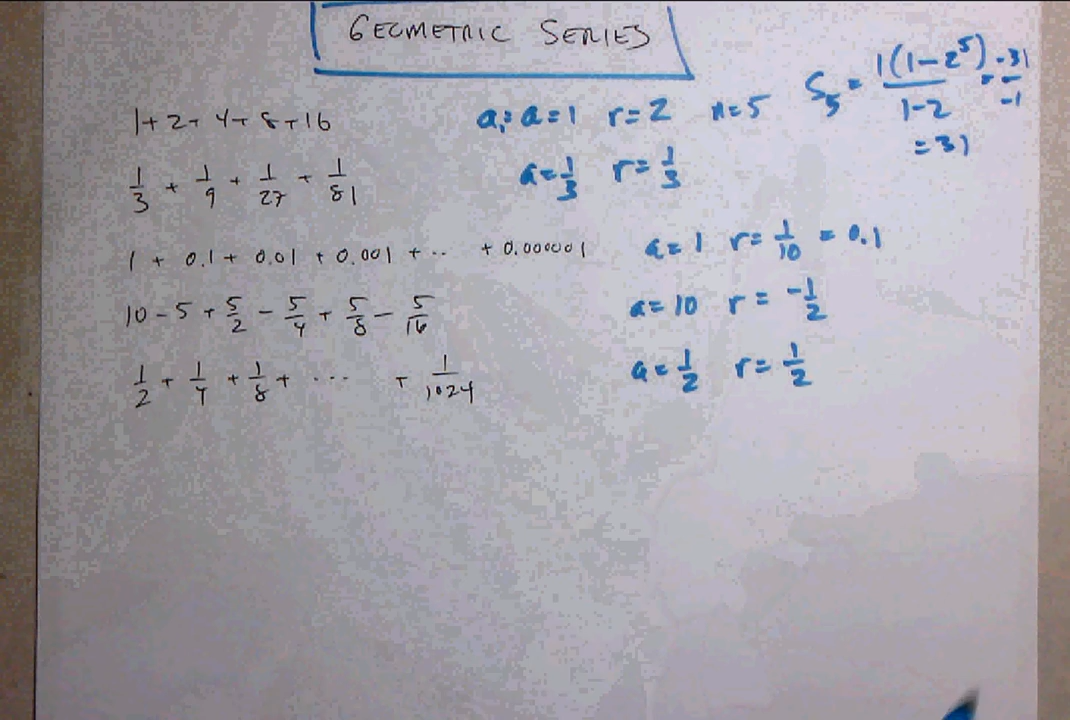 GEOMETRIC SERIES
1 + 2 + 4 + 8 + 16    a₁ = a = 1    r = 2    n = 5    S₅ = 1(1 - 2⁵)/(1 - 2) = -31/-1
= 31
1/3 + 1/9 + 1/27 + 1/81    a = 1/3    r = 1/3
1 + 0.1 + 0.01 + 0.001 + ... + 0.000001    a = 1    r = 1/10 = 0.1
10 - 5 + 5/2 - 5/4 + 5/8 - 5/16    a = 10    r = -1/2
1/2 + 1/4 + 1/8 + ... + 1/1024    a = 1/2    r = 1/2